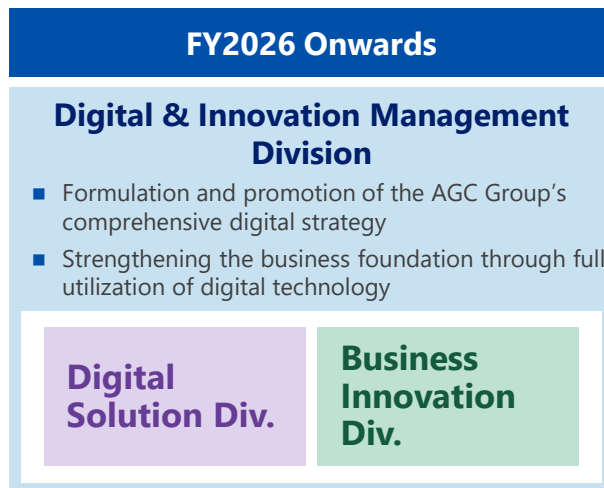 FY2026 Onwards
Digital & Innovation Management
Division
■ Formulation and promotion of the AGC Group's
comprehensive digital strategy
■ Strengthening the business foundation through full
utilization of digital technology
Digital
Solution Div.
Business
Innovation
Div.